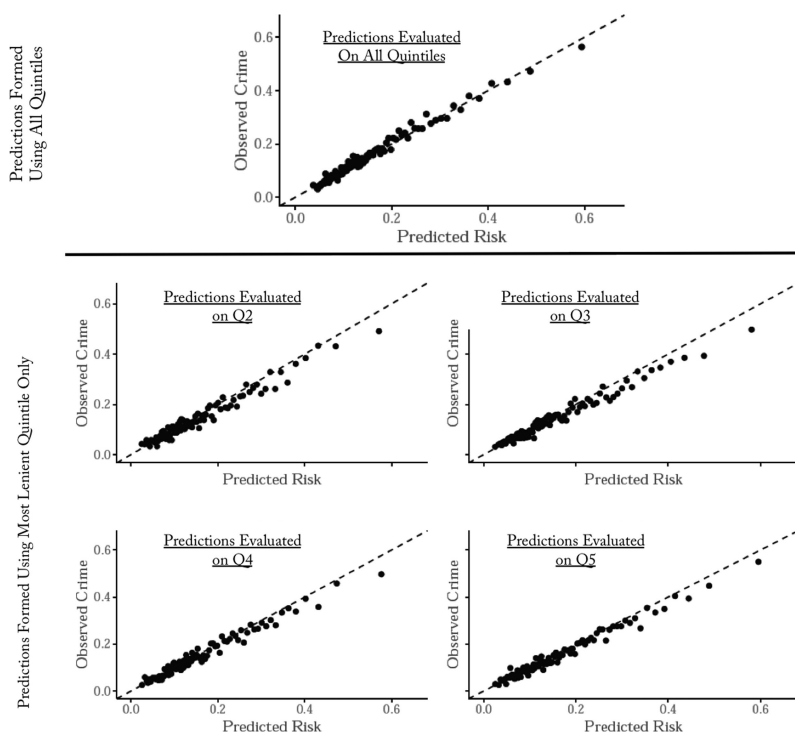 Predictions Formed
Using All Quintiles
Predictions Evaluated
On All Quintiles
Observed Crime
0.6
0.4
0.2
0.0
0.0 0.2 0.4 0.6
Predicted Risk
Predictions Formed Using Most Lenient Quintile Only
Predictions Evaluated
on Q2
Observed Crime
0.6
0.4
0.2
0.0
Predicted Risk
Predictions Evaluated
on Q3
Observed Crime
Predicted Risk
Predictions Evaluated
on Q4
Observed Crime
0.6
0.4
0.2
0.0
0.0 0.2 0.4 0.6
Predicted Risk
Predictions Evaluated
on Q5
Observed Crime
0.0 0.2 0.4 0.6
Predicted Risk